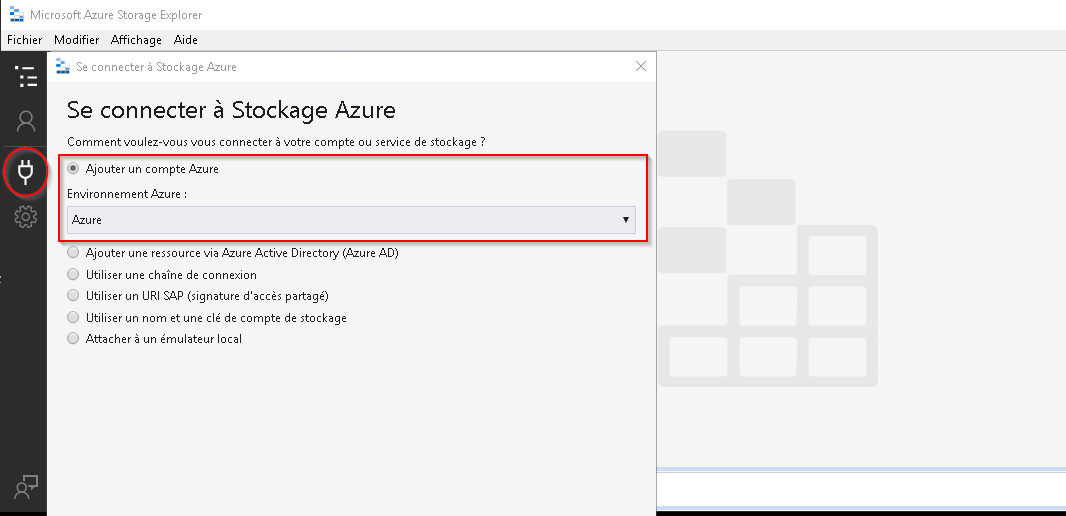 Microsoft Azure Storage Explorer
Fichier Modifier Affichage Aide
Se connecter à Stockage Azure
Se connecter à Stockage Azure
Comment voulez-vous vous connecter à votre compte ou service de stockage ?
Ajouter un compte Azure
Environnement Azure :
Azure
Ajouter une ressource via Azure Active Directory (Azure AD)
Utiliser une chaîne de connexion
Utiliser un URI SAP (signature d'accès partagé)
Utiliser un nom et une clé de compte de stockage
Attacher à un émulateur local